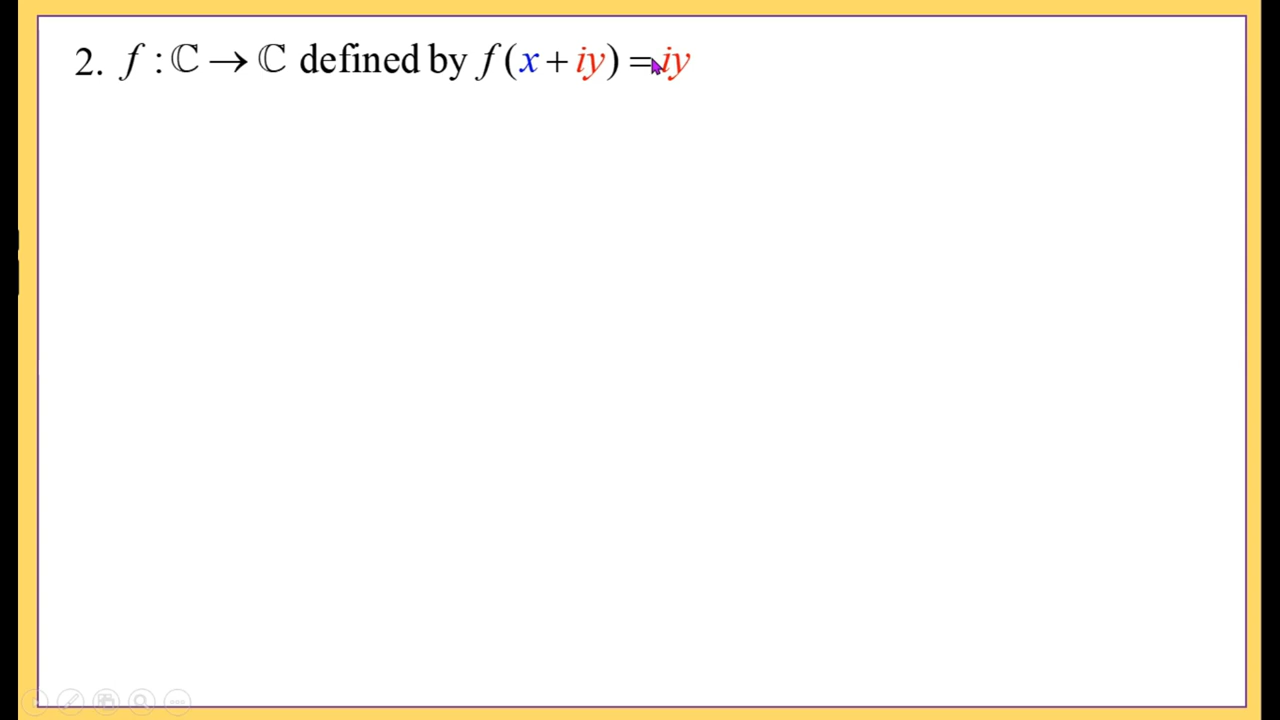 2. f : ℂ → ℂ defined by f(x + iy) = iy